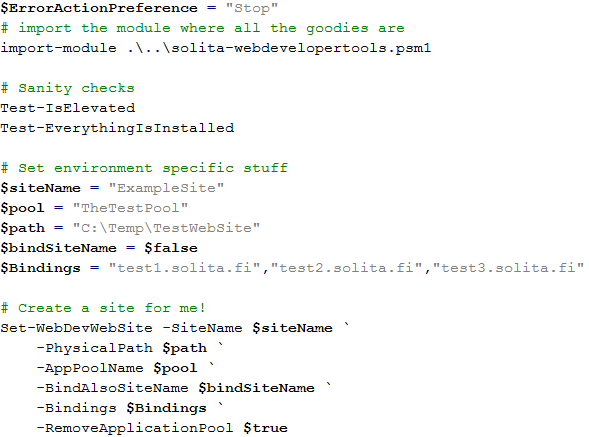 $ErrorActionPreference = "Stop"
# import the module where all the goodies are
import-module .\..\solita-webdevelopertools.psm1

# Sanity checks
Test-IsElevated
Test-EverythingIsInstalled

# Set environment specific stuff
$siteName = "ExampleSite"
$pool = "TheTestPool"
$path = "C:\Temp\TestWebSite"
$bindSiteName = $false
$Bindings = "test1.solita.fi","test2.solita.fi","test3.solita.fi"

# Create a site for me!
Set-WebDevWebSite -SiteName $siteName `
    -PhysicalPath $path `
    -AppPoolName $pool `
    -BindAlsoSiteName $bindSiteName `
    -Bindings $Bindings `
    -RemoveApplicationPool $true